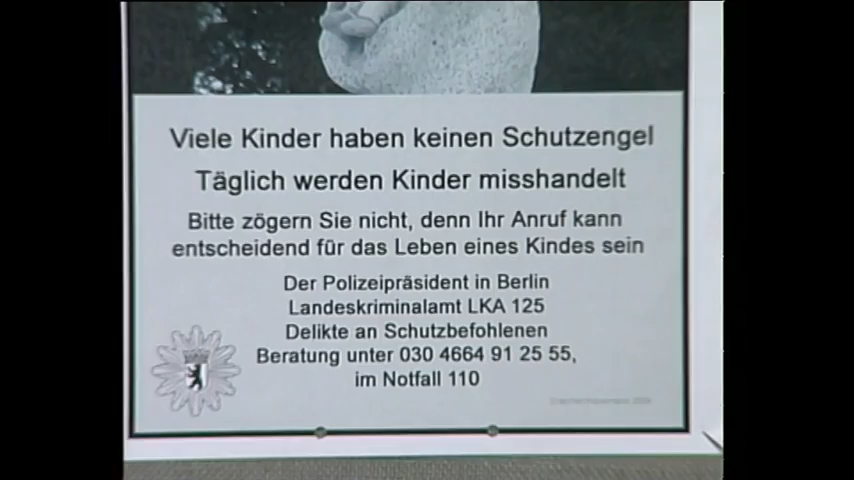 Viele Kinder haben keinen Schutzengel
Täglich werden Kinder misshandelt
Bitte zögern Sie nicht, denn Ihr Anruf kann
entscheidend für das Leben eines Kindes sein
Der Polizeipräsident in Berlin
Landeskriminalamt LKA 125
Delikte an Schutzbefohlenen
Beratung unter 030 4664 91 25 55,
im Notfall 110